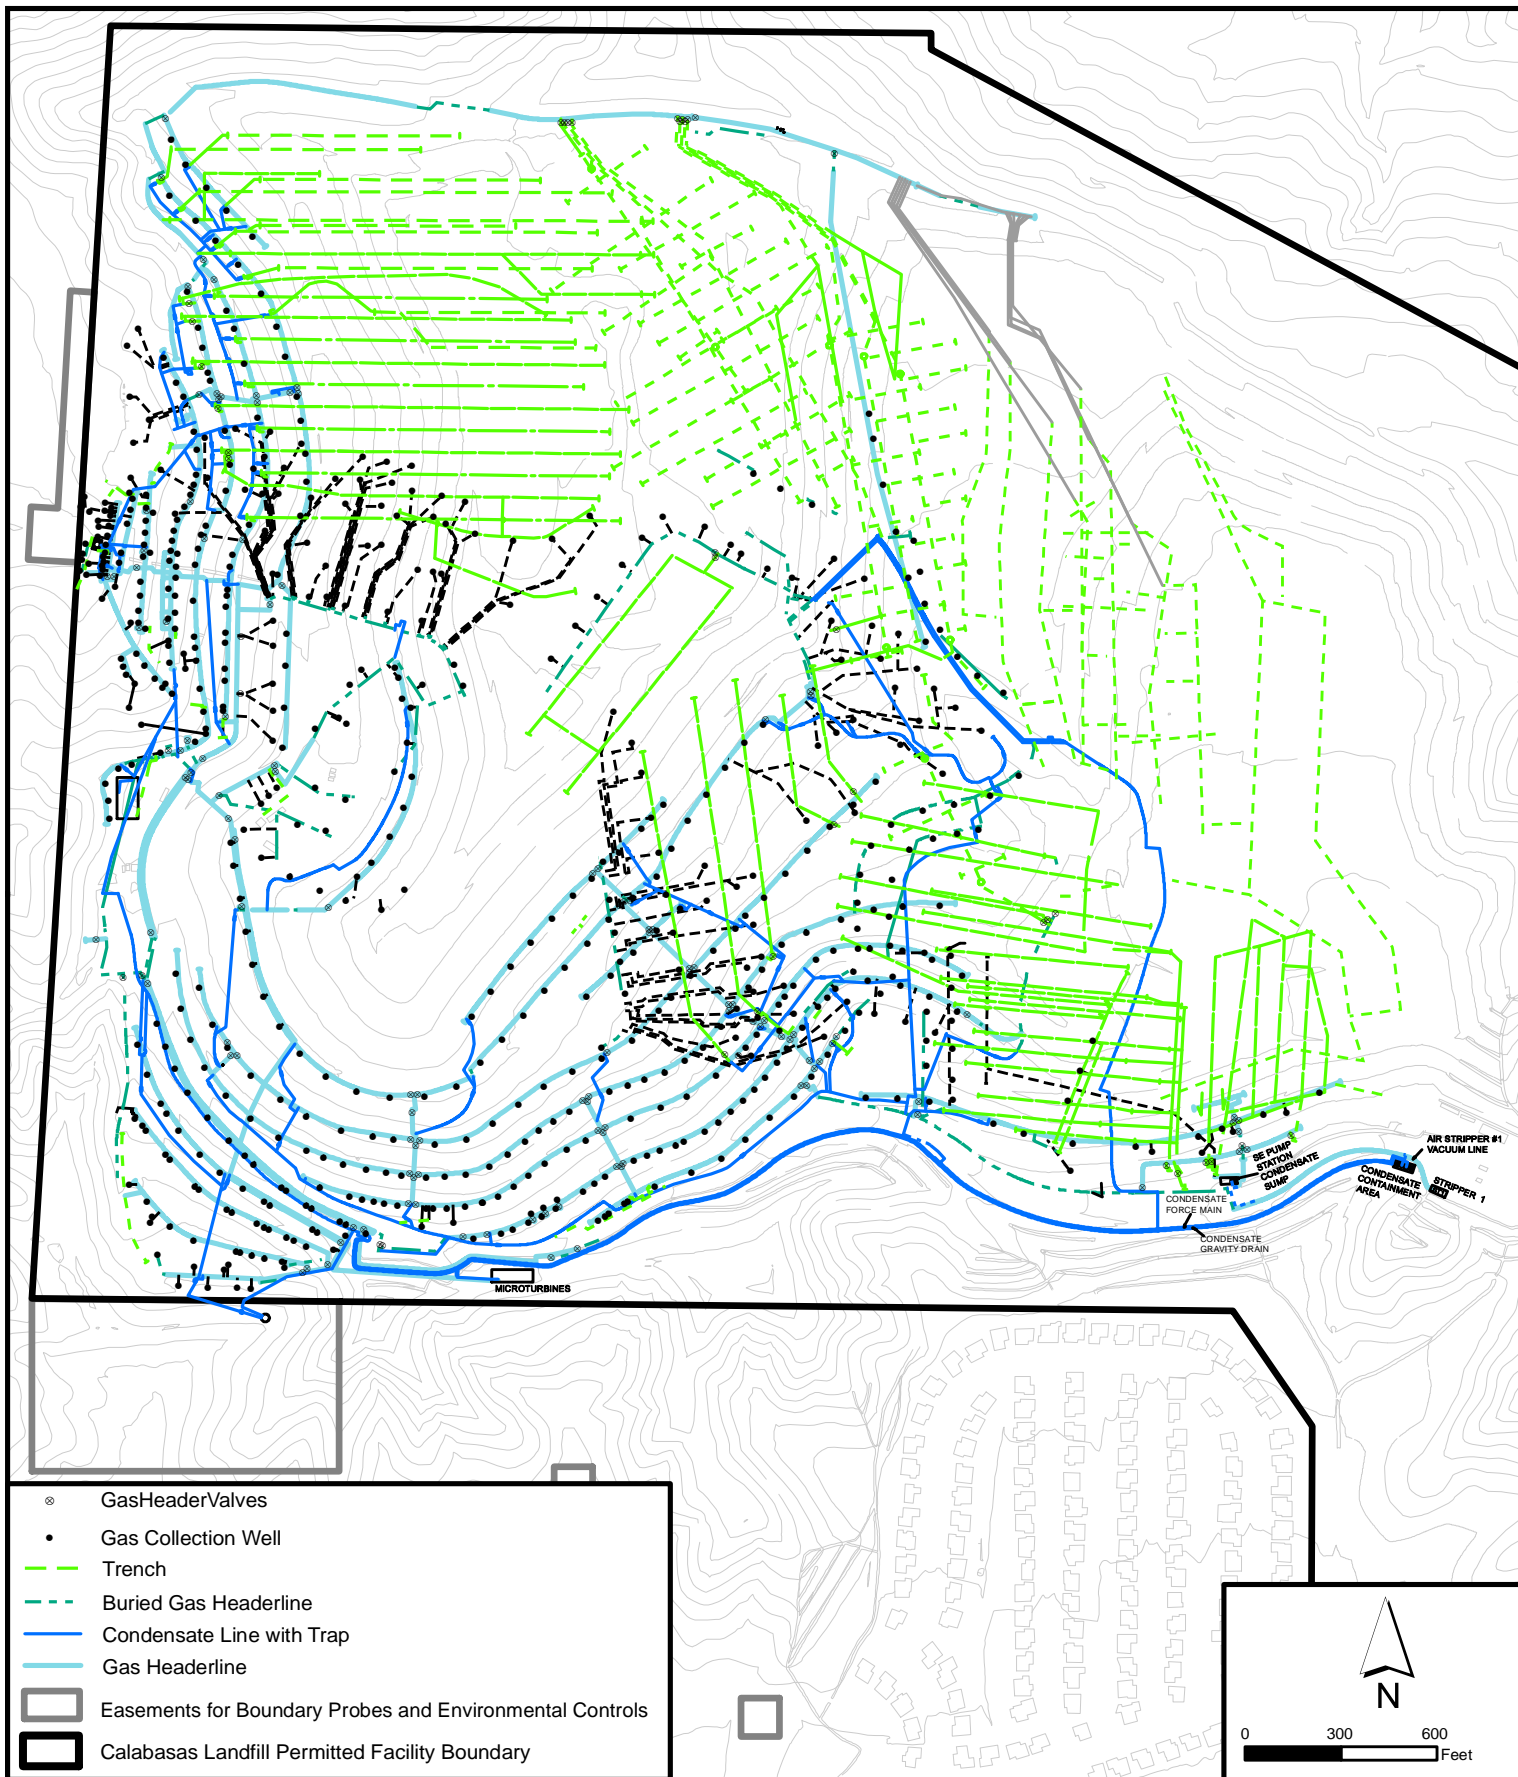 AIR STRIPPER #1
VACUUM LINE
SE PUMP
STATION
CONDENSATE
SUMP
CONDENSATE
CONTAINMENT
AREA
STRIPPER 1
CONDENSATE
FORCE MAIN
CONDENSATE
GRAVITY DRAIN
MICROTURBINES
GasHeaderValves
Gas Collection Well
Trench
Buried Gas Headerline
Condensate Line with Trap
Gas Headerline
Easements for Boundary Probes and Environmental Controls
Calabasas Landfill Permitted Facility Boundary
N
0 300 600
Feet